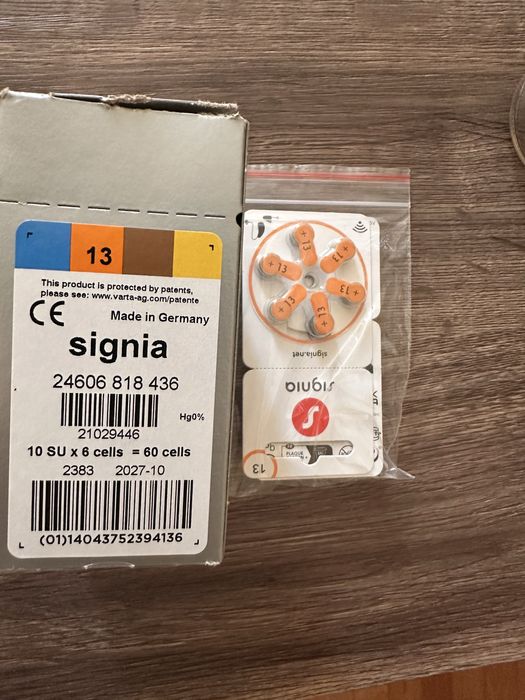 13
This product is protected by patents,
please see: www.varta-ag.com/patente
CE Made in Germany
signia
24606 818 436
21029446
Hg0%
10 SU x 6 cells = 60 cells
2383 2027-10
(01)14043752394136
+ 13
+ 13
+ 13
+ 13
+ 13
+ 13
signia.net
signia
13
PLAQUE